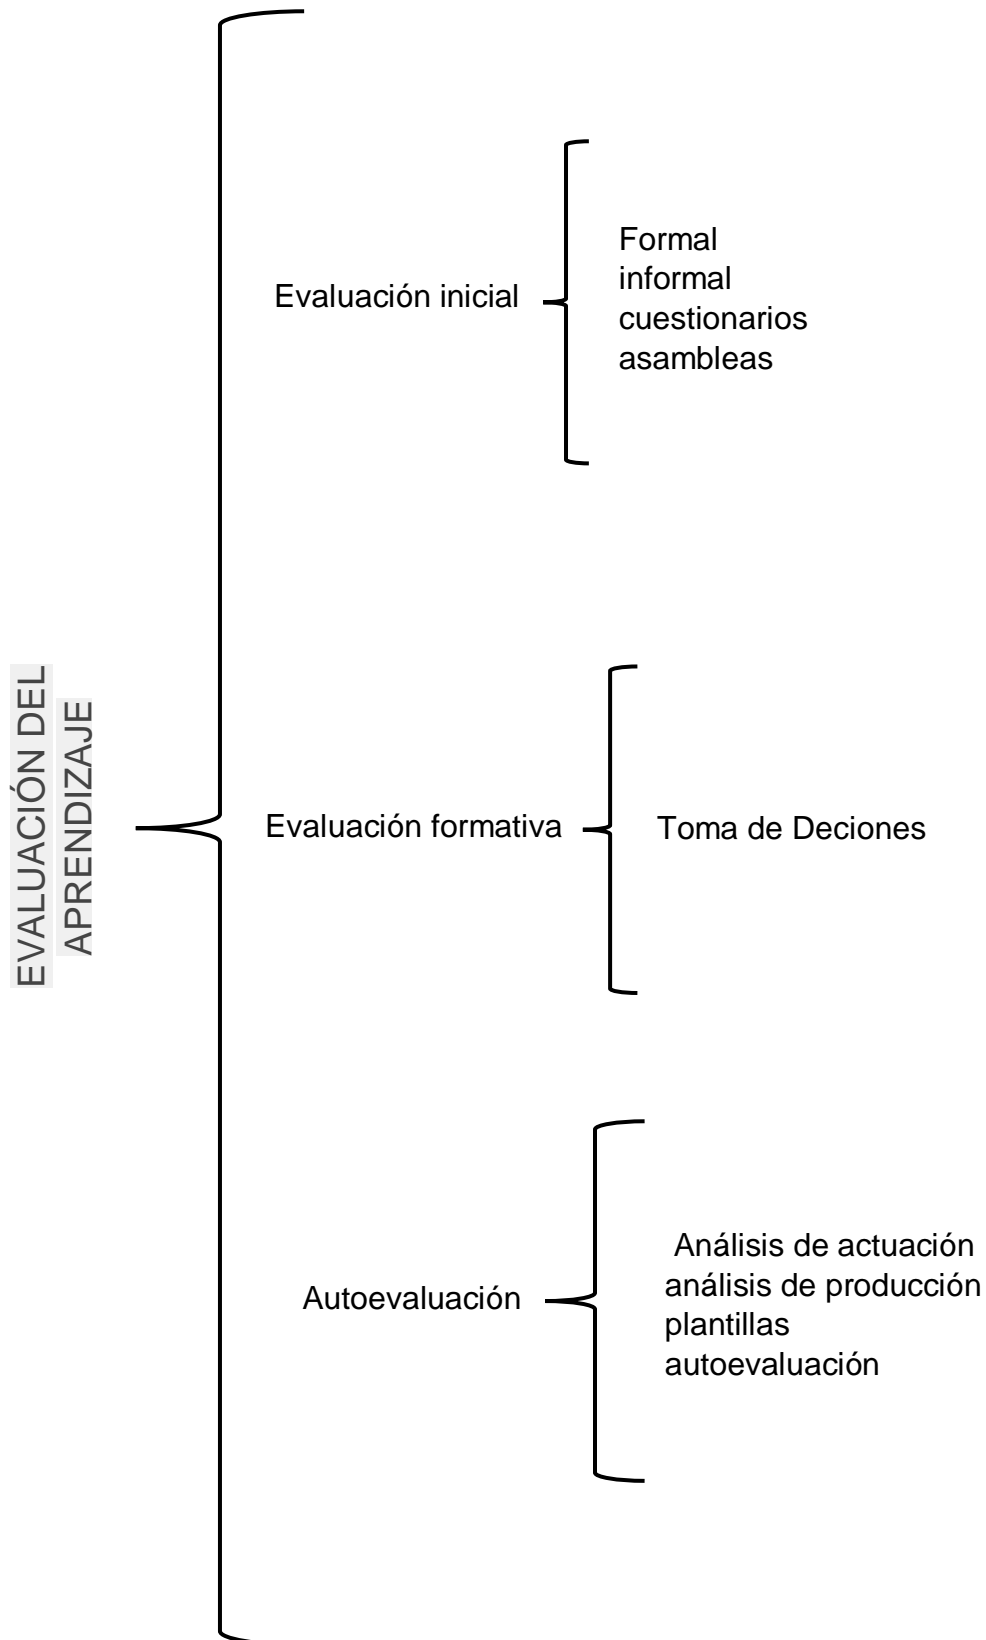 EVALUACIÓN DEL
APRENDIZAJE
Evaluación inicial
Formal
informal
cuestionarios
asambleas
Evaluación formativa
Toma de Deciones
Autoevaluación
Análisis de actuación
análisis de producción
plantillas
autoevaluación